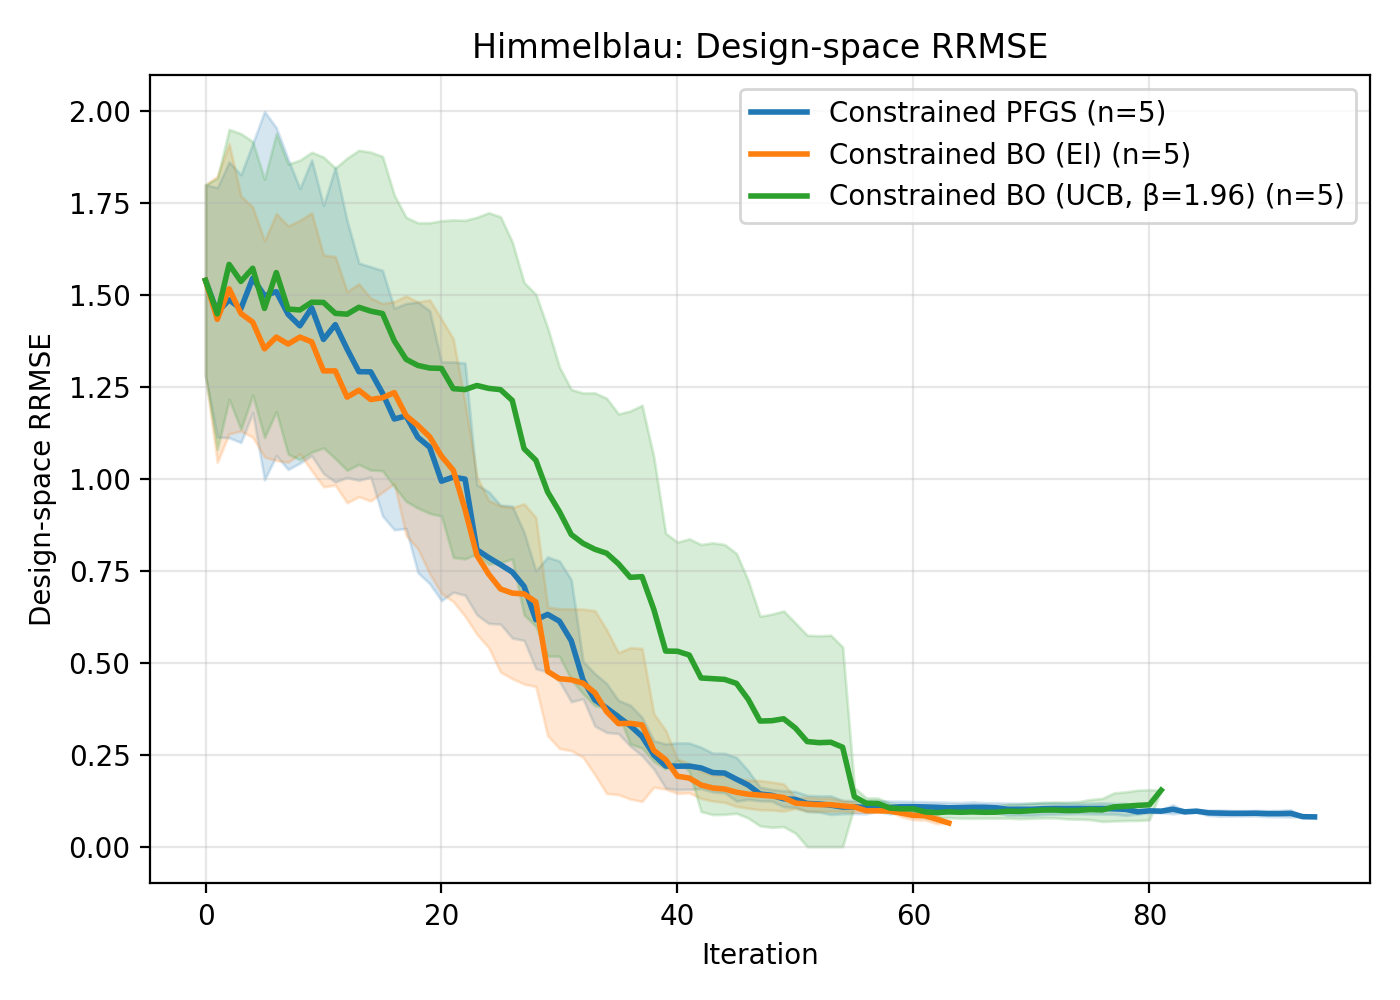 Himmelblau: Design-space RRMSE
Constrained PFGS (n=5)
Constrained BO (EI) (n=5)
Constrained BO (UCB, β=1.96) (n=5)
Design-space RRMSE
2.00
1.75
1.50
1.25
1.00
0.75
0.50
0.25
0.00
0 20 40 60 80
Iteration